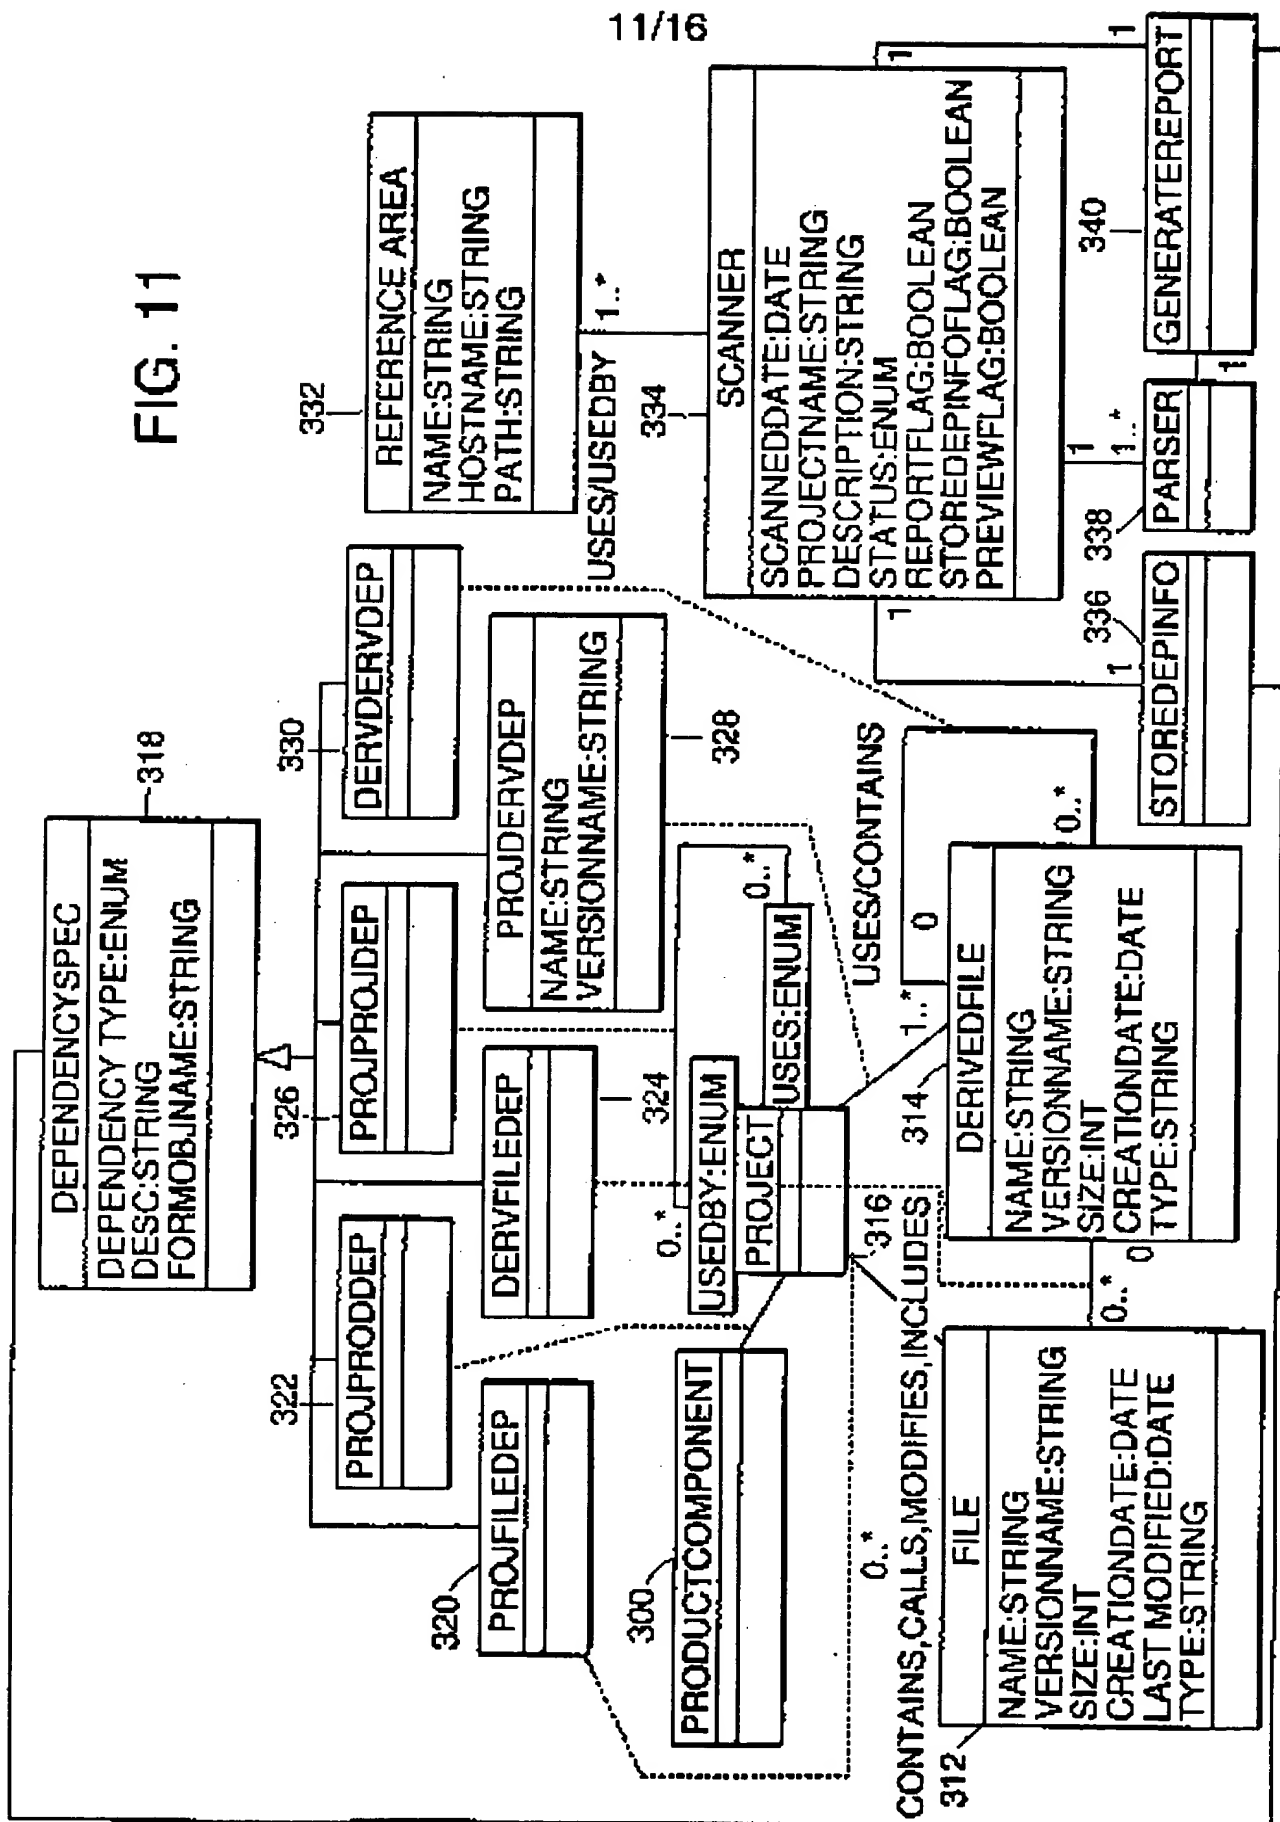 11/16
FIG. 11
DEPENDENCYSPEC
DEPENDENCY TYPE:ENUM
DESC:STRING
FORMOBJNAME:STRING
318
322
PROJPRODDEP
326
PROJPROJDEP
330
DERVDERVDEP
332
REFERENCE AREA
NAME:STRING
HOSTNAME:STRING
PATH:STRING
1..*
USES/USEDBY
320
PROJFILEDEP
DERVFILEDEP
324
PROJDERVDEP
NAME:STRING
VERSIONNAME:STRING
328
300
PRODUCTCOMPONENT
0..*
USEDBY:ENUM
PROJECT
USES:ENUM
0..*
316
334
SCANNER
SCANNEDDATE:DATE
PROJECTNAME:STRING
DESCRIPTION:STRING
STATUS:ENUM
REPORTFLAG:BOOLEAN
STOREDEPINFOFLAG:BOOLEAN
PREVIEWFLAG:BOOLEAN
1
1
1
0..*
CONTAINS,CALLS,MODIFIES,INCLUDES
312
FILE
NAME:STRING
VERSIONNAME:STRING
SIZE:INT
CREATIONDATE:DATE
LAST MODIFIED:DATE
TYPE:STRING
0..*
0
314
1..*
0
USES/CONTAINS
DERIVEDFILE
NAME:STRING
VERSIONNAME:STRING
SIZE:INT
CREATIONDATE:DATE
TYPE:STRING
0..*
336
1
STOREDEPINFO
338
1..*
PARSER
1
340
1
GENERATEREPORT